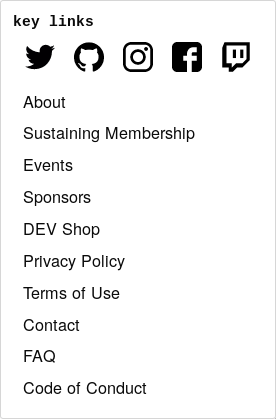 key links
About
Sustaining Membership
Events
Sponsors
DEV Shop
Privacy Policy
Terms of Use
Contact
FAQ
Code of Conduct